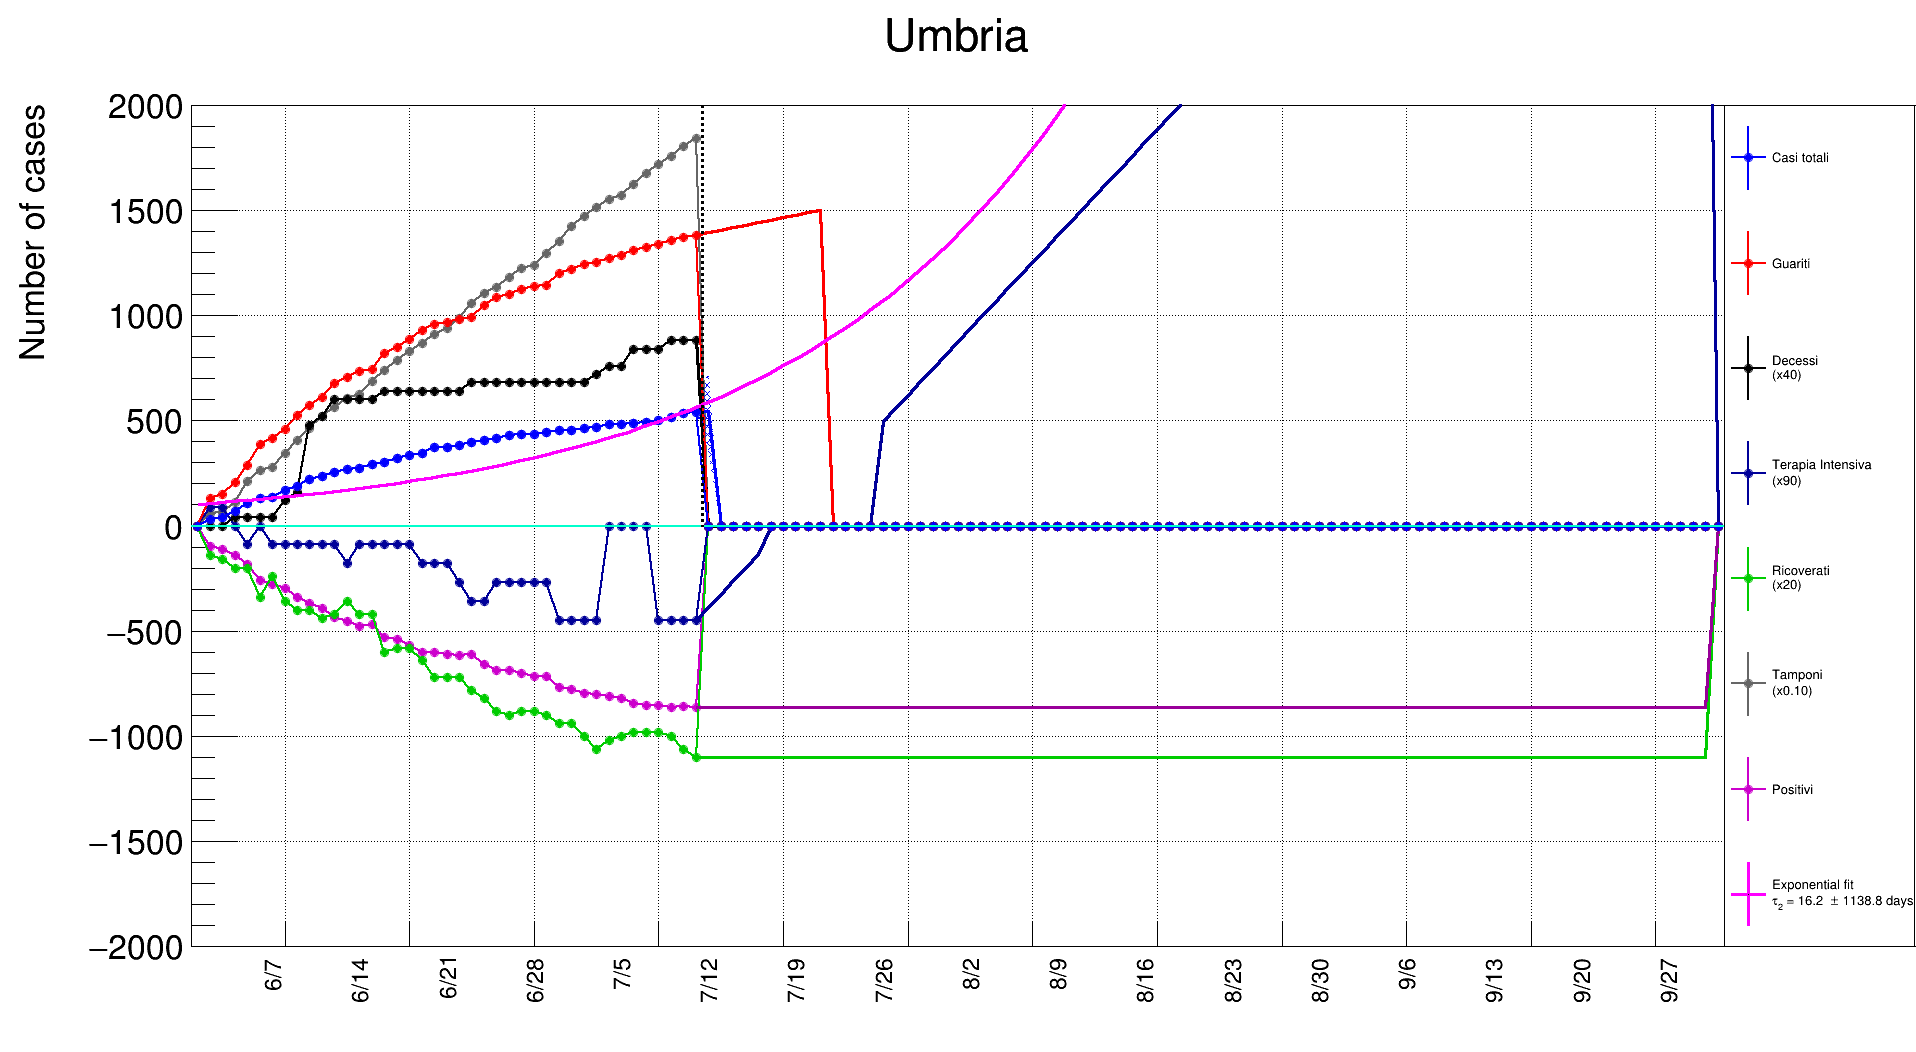 Umbria
Number of cases
2000
1500
1000
500
0
−500
−1000
−1500
−2000
6/7
6/14
6/21
6/28
7/5
7/12
7/19
7/26
8/2
8/9
8/16
8/23
8/30
9/6
9/13
9/20
9/27
Casi totali
Guariti
Decessi
(x40)
Terapia Intensiva
(x90)
Ricoverati
(x20)
Tamponi
(x0.10)
Positivi
Exponential fit
τ2 = 16.2 ± 1138.8 days